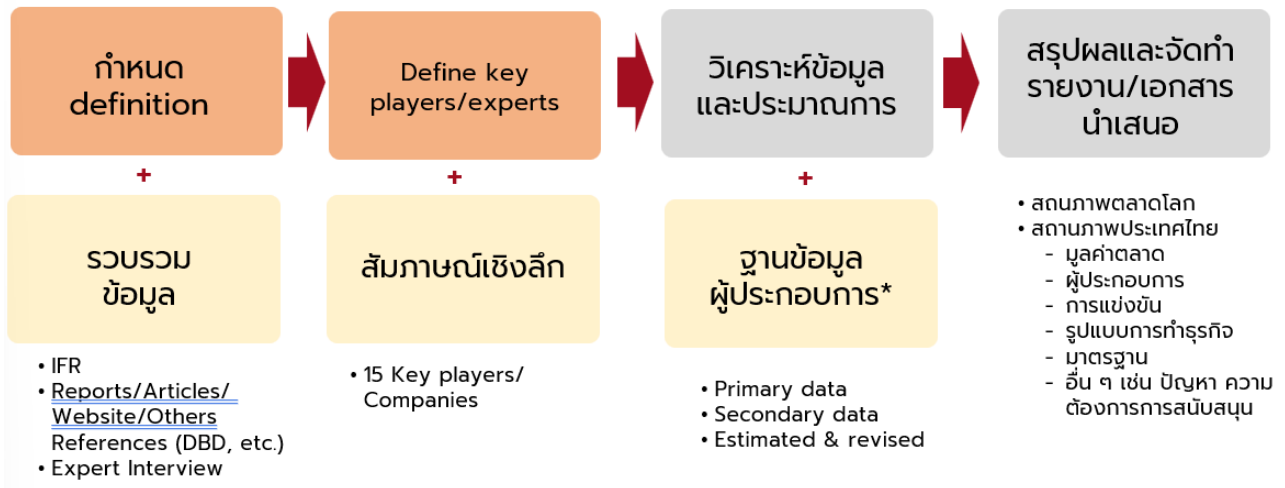 กำหนด
definition
Define key
players/experts
วิเคราะห์ข้อมูล
และประมาณการ
สรุปผลและจัดทำ
รายงาน/เอกสาร
นำเสนอ
+
+
+
รวบรวม
ข้อมูล
สัมภาษณ์เชิงลึก
ฐานข้อมูล
ผู้ประกอบการ*
• IFR
• Reports/Articles/
Website/Others
References (DBD, etc.)
• Expert Interview
• 15 Key players/
Companies
• Primary data
• Secondary data
• Estimated & revised
• สถนภาพตลาดโลก
• สถานภาพประเทศไทย
- มูลค่าตลาด
- ผู้ประกอบการ
- การแข่งขัน
- รูปแบบการทำธุรกิจ
- มาตรฐาน
- อื่น ๆ เช่น ปัญหา ความ
ต้องการการสนับสนุน